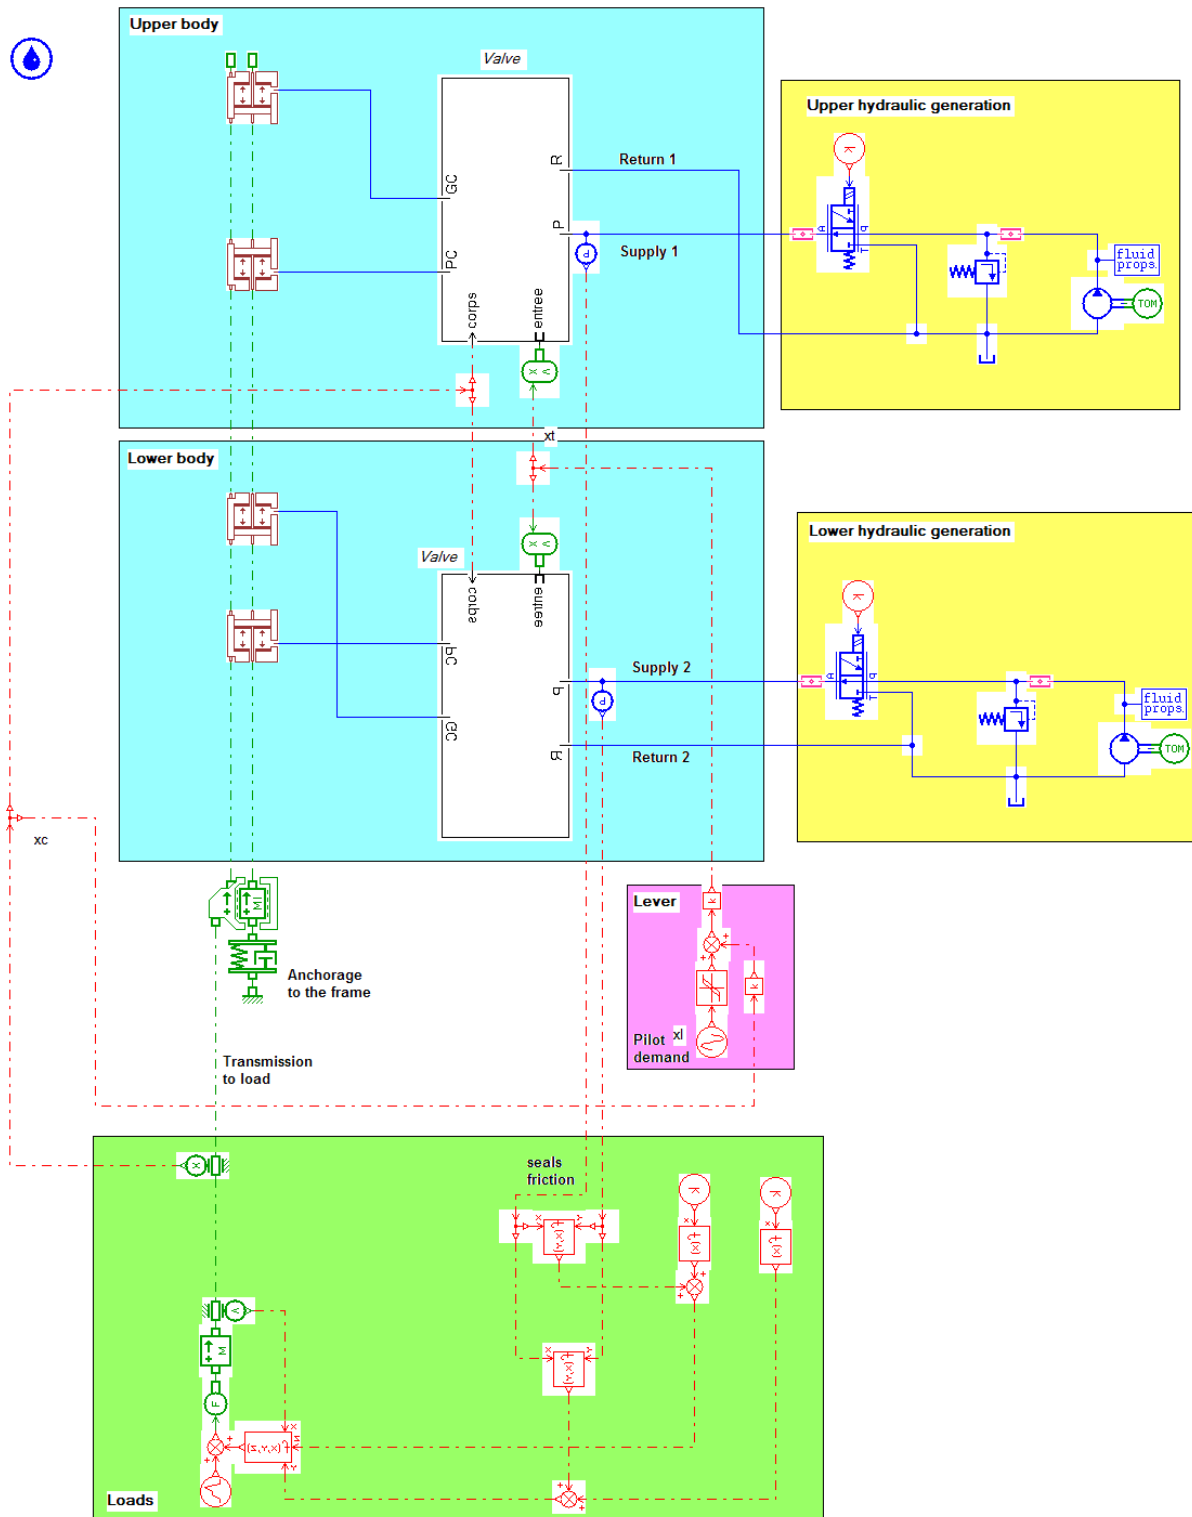 Upper body
Valve
Upper hydraulic generation
K
R
Return 1
GC
P
A
P
T
Supply 1
PC
P
fluid
props.
TOM
corps
entree
X V
xt
Lower body
X V
Valve
corps
entree
Lower hydraulic generation
K
PC
Supply 2
P
A
P
T
P
fluid
props.
GC
R
Return 2
TOM
xc
Lever
k
MI
+ +
+
+
k
Anchorage
to the frame
Pilot
demand
xl
Transmission
to load
seals
friction
X
K
K
X
Y
f(x,y)
X
f(x)
X
f(x)
+
+
V
M
+
X
Y
f(x,y)
F
+
+
f(x,y,z)
X
Y
+
+
Loads